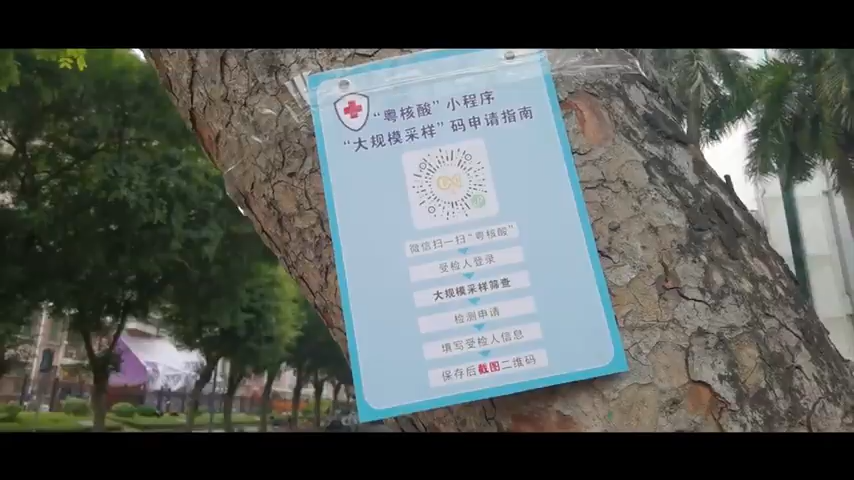 “粤核酸”小程序
“大规模采样”码申请指南
微信扫一扫“粤核酸”
受检人登录
大规模采样筛查
检测申请
填写受检人信息
保存后截图二维码